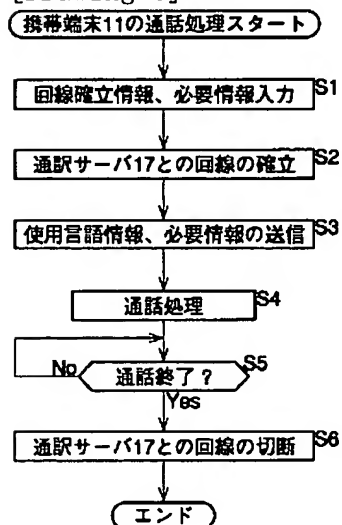 携帯端末11の通話処理スタート
回線確立情報、必要情報入力 S1
通訳サーバ17との回線の確立 S2
使用言語情報、必要情報の送信 S3
通話処理 S4
No 通話終了？ S5
Yes
通訳サーバ17との回線の切断 S6
エンド